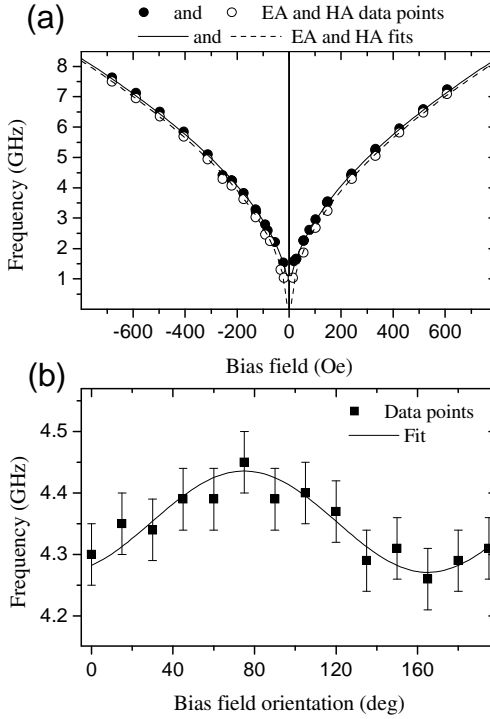 (a)
● and ○ EA and HA data points
— and - - - - EA and HA fits
8
7
6
5
4
3
2
1
Frequency (GHz)
-600 -400 -200 0 200 400 600
Bias field (Oe)
(b)
■ Data points
— Fit
4.5
4.4
4.3
4.2
Frequency (GHz)
0 40 80 120 160
Bias field orientation (deg)